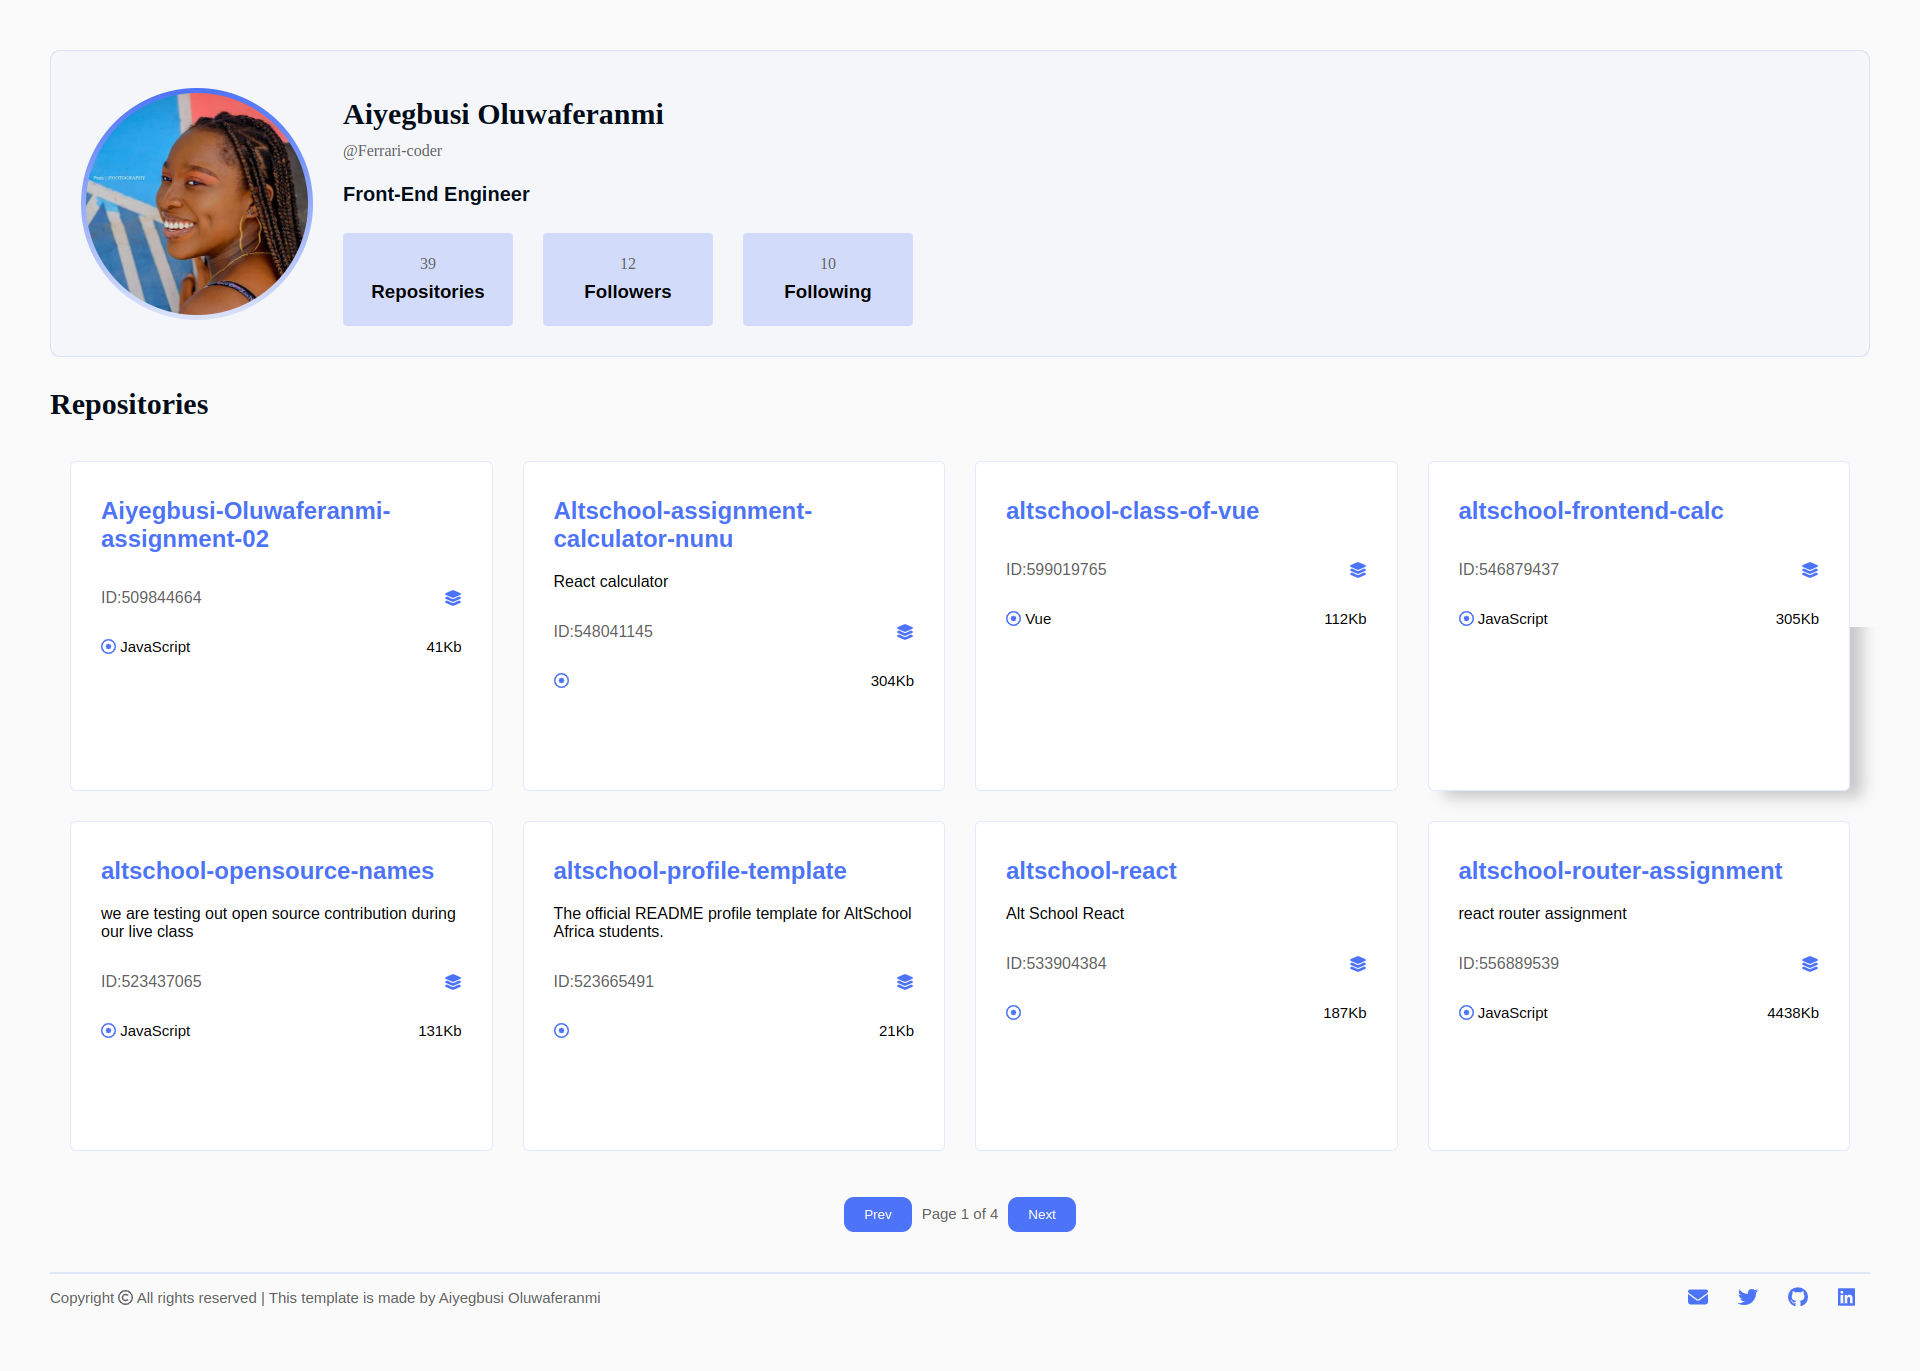 Aiyegbusi Oluwaferanmi
@Ferrari-coder
Front-End Engineer
39
Repositories
12
Followers
10
Following
Repositories
Aiyegbusi-Oluwaferanmi-
assignment-02
ID:509844664
JavaScript 41Kb
Altschool-assignment-
calculator-nunu
React calculator
ID:548041145
304Kb
altschool-class-of-vue
ID:599019765
Vue 112Kb
altschool-frontend-calc
ID:546879437
JavaScript 305Kb
altschool-opensource-names
we are testing out open source contribution during
our live class
ID:523437065
JavaScript 131Kb
altschool-profile-template
The official README profile template for AltSchool
Africa students.
ID:523665491
21Kb
altschool-react
Alt School React
ID:533904384
187Kb
altschool-router-assignment
react router assignment
ID:556889539
JavaScript 4438Kb
Prev Page 1 of 4 Next
Copyright © All rights reserved | This template is made by Aiyegbusi Oluwaferanmi